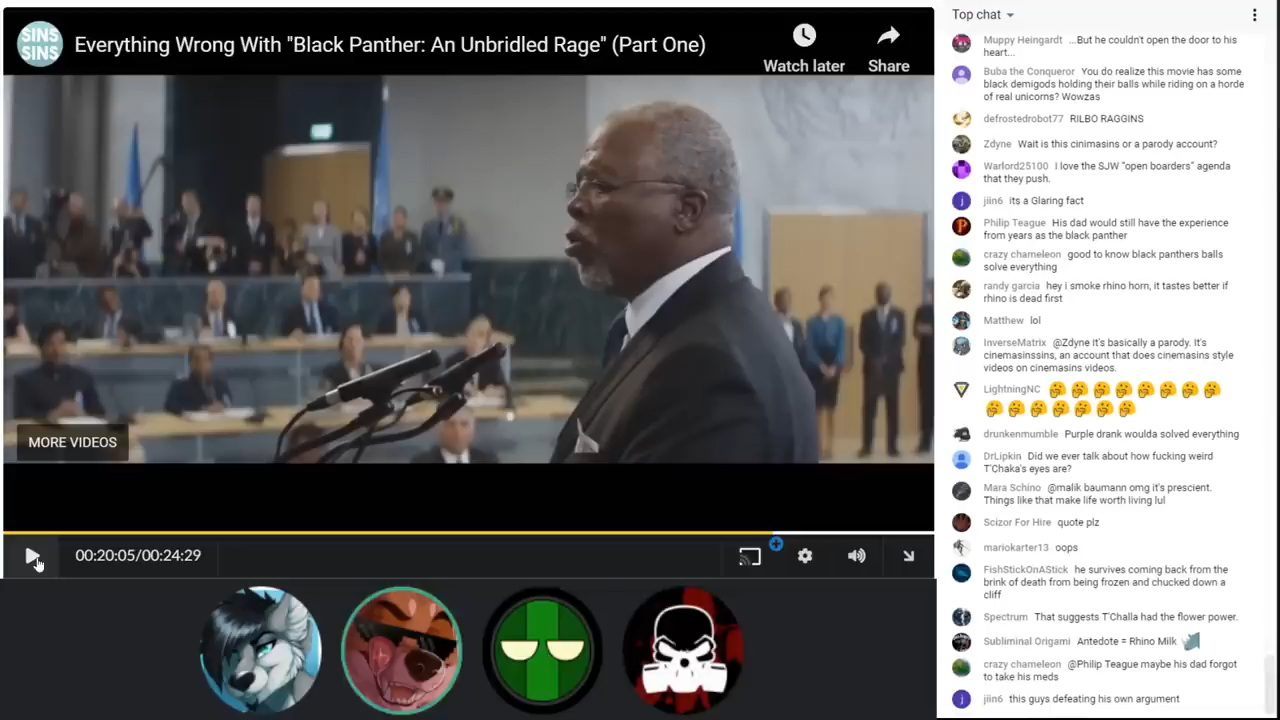 SINS
SINS
Everything Wrong With "Black Panther: An Unbridled Rage" (Part One)
Watch later
Share
MORE VIDEOS
00:20:05/00:24:29
Top chat
Muppy Heingardt ...But he couldn't open the door to his
heart...
Buba the Conqueror You do realize this movie has some
black demigods holding their balls while riding on a horde
of real unicorns? Wowzas
defrostedrobot77 RILBO RAGGINS
Zdyne Wait is this cinimasins or a parody account?
Warlord25100 I love the SJW "open boarders" agenda
that they push.
j
jiin6 its a Glaring fact
Philip Teague His dad would still have the experience
from years as the black panther
crazy chameleon good to know black panthers balls
solve everything
randy garcia hey i smoke rhino horn, it tastes better if
rhino is dead first
Matthew lol
InverseMatrix @Zdyne It's basically a parody. It's
cinemasinssins, an account that does cinemasins style
videos on cinemasins videos.
LightningNC 🤔🤔🤔🤔🤔🤔🤔🤔
🤔🤔🤔🤔🤔🤔🤔
drunkenmumble Purple drank woulda solved everything
DrLipkin Did we ever talk about how fucking weird
T'Chaka's eyes are?
Mara Schino @malik baumann omg it's prescient.
Things like that make life worth living lul
Scizor For Hire quote plz
mariokarter13 oops
FishStickOnAStick he survives coming back from the
brink of death from being frozen and chucked down a
cliff
Spectrum That suggests T'Challa had the flower power.
Subliminal Origami Antedote = Rhino Milk
crazy chameleon @Philip Teague maybe his dad forgot
to take his meds
j
jiin6 this guys defeating his own argument